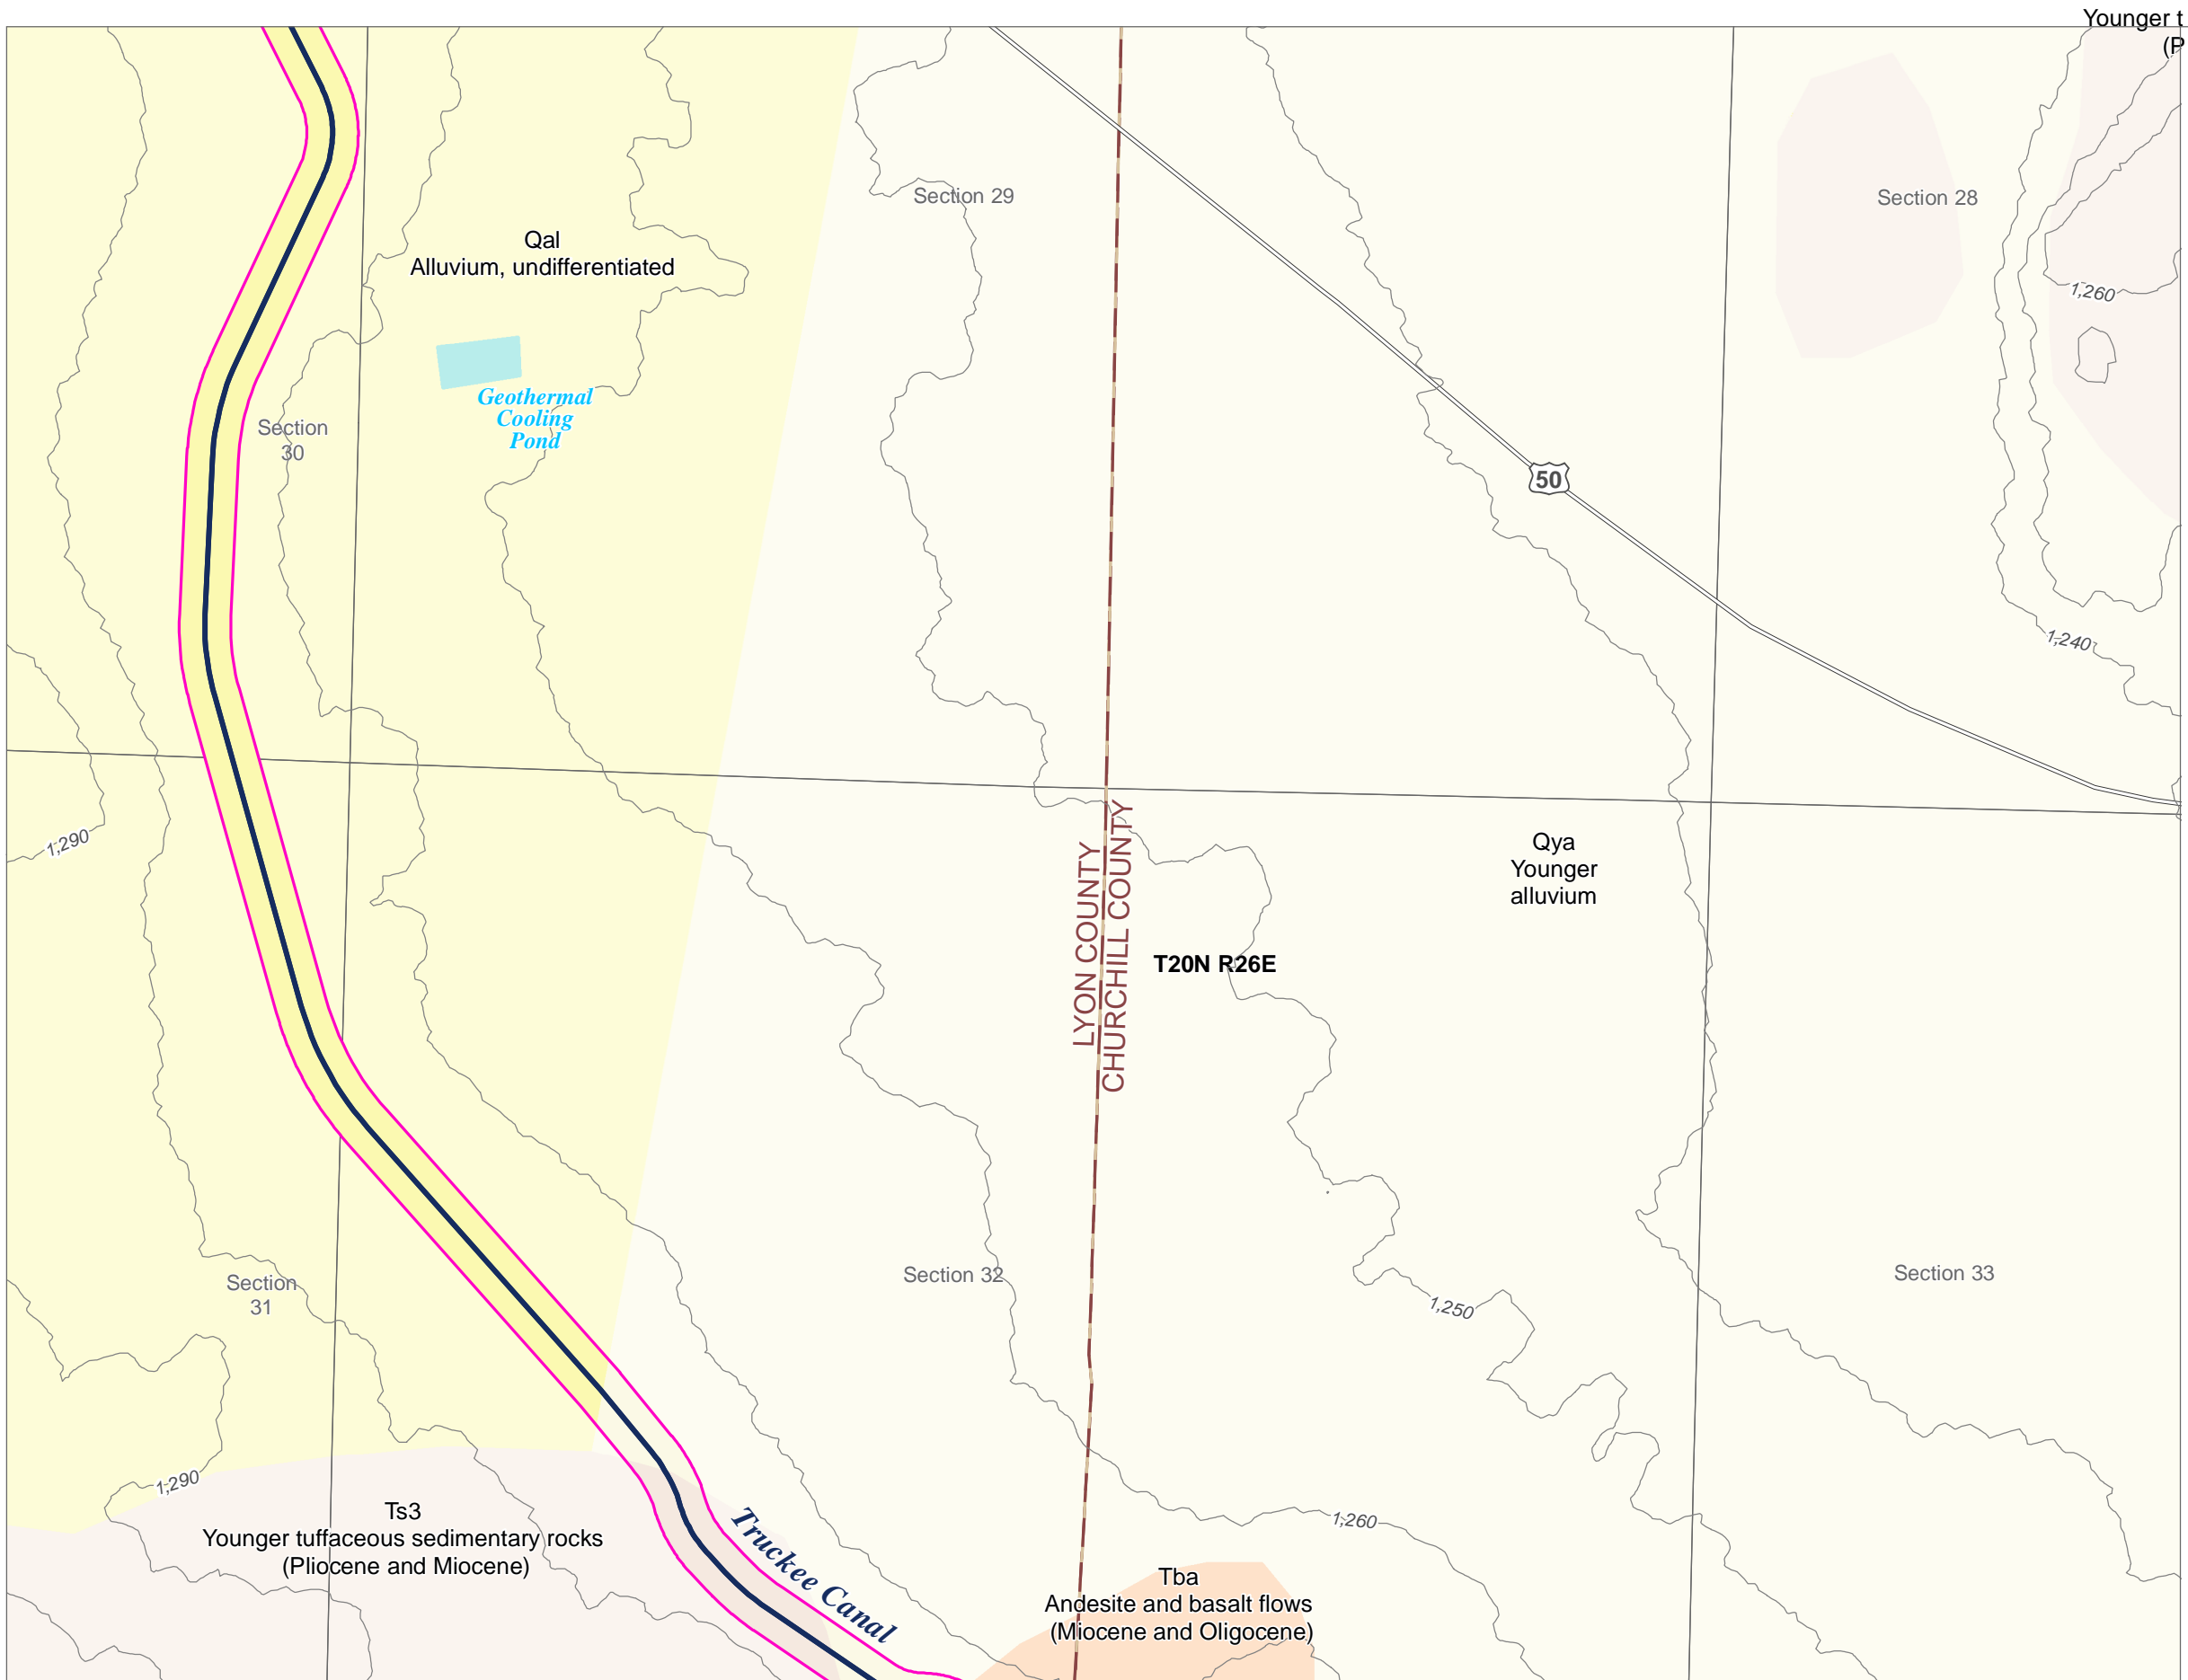 Younger t
(P
Section 29
Section 28
Qal
Alluvium, undifferentiated
1,260
Geothermal
Cooling
Pond
Section
30
50
1,240
1,290
Qya
Younger
alluvium
LYON COUNTY
CHURCHILL COUNTY
T20N R26E
Section 32
Section 33
Section
31
1,250
1,290
Ts3
Younger tuffaceous sedimentary rocks
(Pliocene and Miocene)
Truckee Canal
1,260
Tba
Andesite and basalt flows
(Miocene and Oligocene)